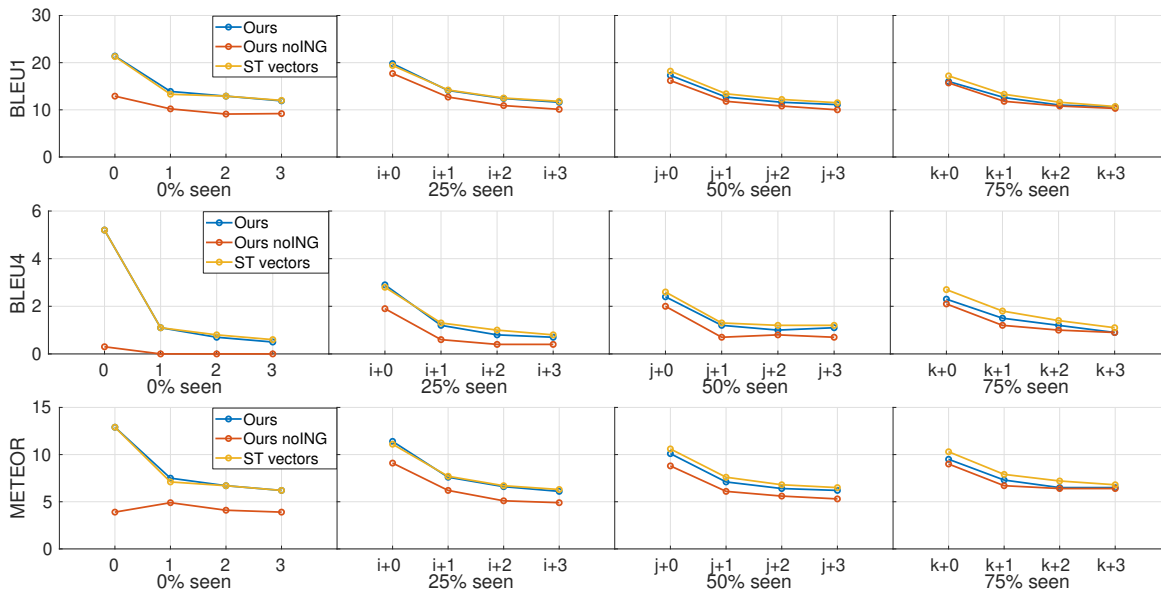 BLEU1
30
20
10
0
Ours
Ours noING
ST vectors
0 1 2 3
0% seen
i+0 i+1 i+2 i+3
25% seen
j+0 j+1 j+2 j+3
50% seen
k+0 k+1 k+2 k+3
75% seen
BLEU4
6
4
2
0
Ours
Ours noING
ST vectors
0 1 2 3
0% seen
i+0 i+1 i+2 i+3
25% seen
j+0 j+1 j+2 j+3
50% seen
k+0 k+1 k+2 k+3
75% seen
METEOR
15
10
5
0
Ours
Ours noING
ST vectors
0 1 2 3
0% seen
i+0 i+1 i+2 i+3
25% seen
j+0 j+1 j+2 j+3
50% seen
k+0 k+1 k+2 k+3
75% seen